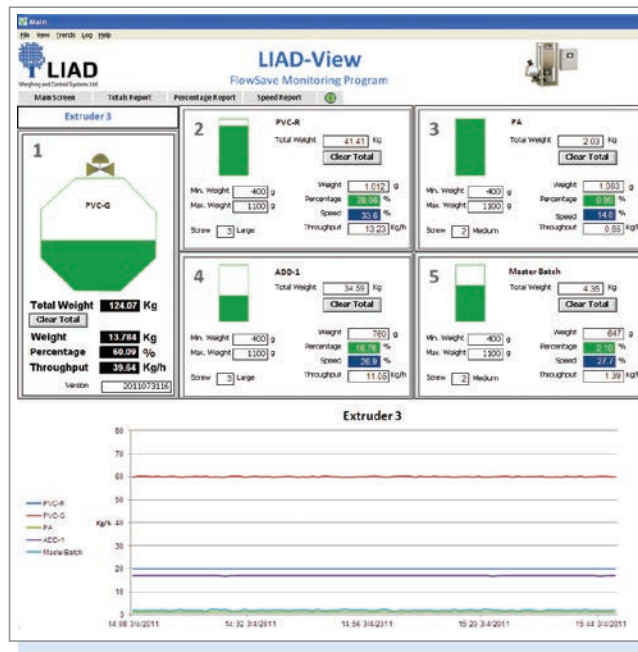 Main
File View Trends Log Help
LIAD
Weighing and Control Systems Ltd.
LIAD-View
FlowSave Monitoring Program
Main Screen Totals Report Percentage Report Speed Report
Extruder 3
1
PVC-G
Total Weight 124.07 Kg
Clear Total
Weight 13.784 Kg
Percentage 60.09 %
Throughput 39.64 Kg/h
Version 2011073116
2 PVC-R
Total Weight 41.41 Kg
Clear Total
Min. Weight 400 g
Max. Weight 1100 g
Weight 1.012 g
Percentage %
Speed 33.6 %
Screw 3 Large
Throughput 13.23 Kg/h
3 PA
Total Weight 2.03 Kg
Clear Total
Min. Weight 400 g
Max. Weight 1100 g
Weight g
Percentage %
Speed 14.0 %
Screw 2 Medium
Throughput Kg/h
4 ADD-1
Total Weight 34.59 Kg
Clear Total
Min. Weight 400 g
Max. Weight 1100 g
Weight 760 g
Percentage 16.76 %
Speed 26.9 %
Screw 3 Large
Throughput 11.05 Kg/h
5 Master Batch
Total Weight 4.35 Kg
Clear Total
Min. Weight 400 g
Max. Weight 1100 g
Weight 647 g
Percentage 2.10 %
Speed 27.7 %
Screw 2 Medium
Throughput 1.39 Kg/h
Extruder 3
80
70
60
50
Kg/h 40
30
20
10
0
PVC-R
PVC-G
PA
ADD-1
MasterBatch
14:08 3/4/2011 14:32 3/4/2011 14:56 3/4/2011 15:20 3/4/2011 15:44 3/4/2011